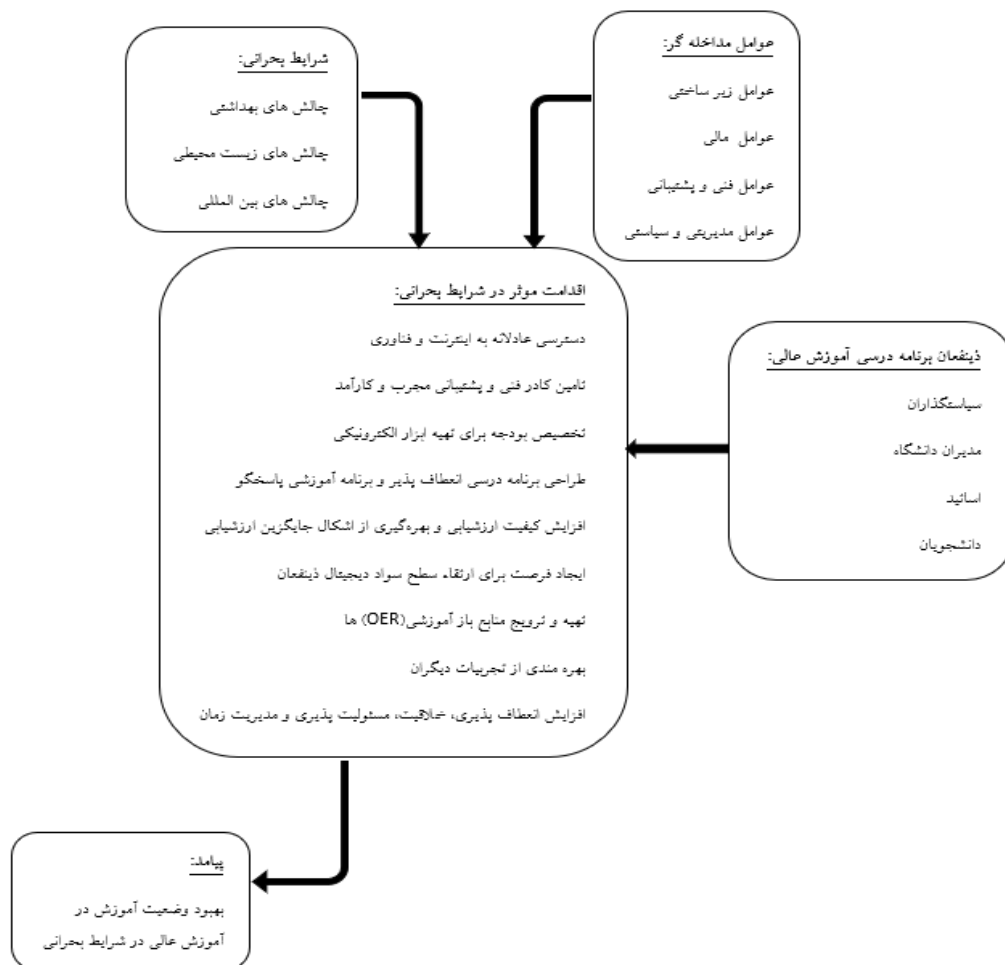 عوامل مداخله گر:
عوامل زیر ساختی
عوامل مالی
عوامل فنی و پشتیبانی
عوامل مدیریتی و سیاستی
شرایط بحرانی:
چالش های بهداشتی
چالش های زیست محیطی
چالش های بین المللی
اقدامت موثر در شرایط بحرانی:
دسترسی عادلانه به اینترنت و فناوری
تامین کادر فنی و پشتیبانی مجرب و کارآمد
تخصیص بودجه برای تهیه ابزار الکترونیکی
طراحی برنامه درسی انعطاف پذیر و برنامه آموزشی پاسخگو
افزایش کیفیت ارزشیابی و بهره‌گیری از اشکال جایگزین ارزشیابی
ایجاد فرصت برای ارتقاء سطح سواد دیجیتال ذینفعان
تهیه و ترویج منابع باز آموزشی(OER) ها
بهره مندی از تجربیات دیگران
افزایش انعطاف پذیری، خلاقیت، مسئولیت پذیری و مدیریت زمان
ذینفعان برنامه درسی آموزش عالی:
سیاستگذاران
مدیران دانشگاه
اساتید
دانشجویان
پیامد:
بهبود وضعیت آموزش در
آموزش عالی در شرایط بحرانی